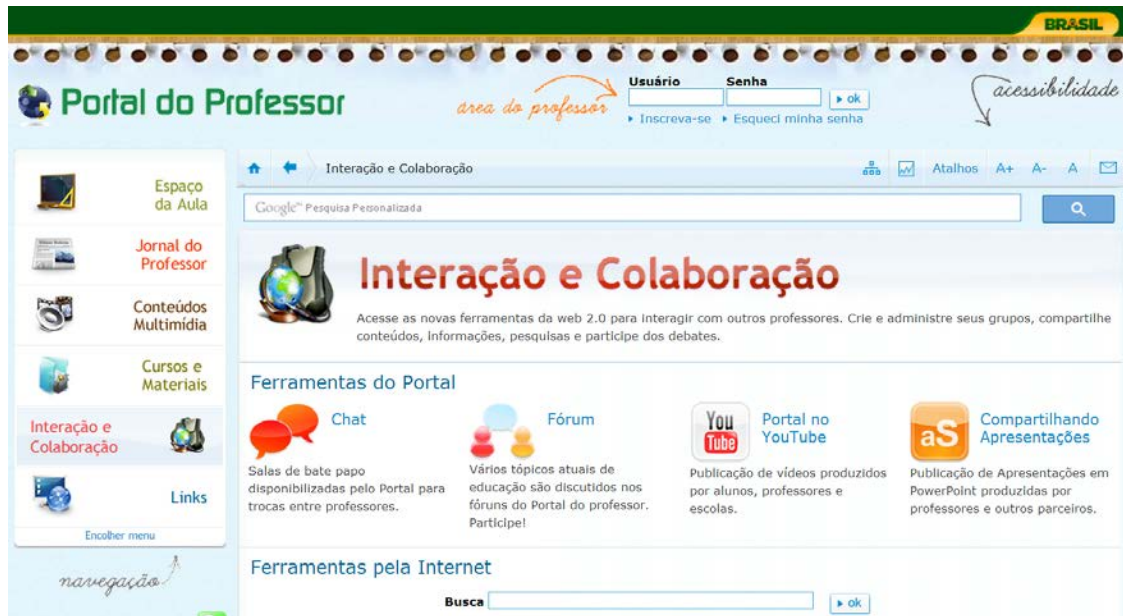 BRASIL
Portal do Professor
área do professor
Usuário
Senha
ok
Inscreva-se
Esqueci minha senha
acessibilidade
Espaço
da Aula
Jornal do
Professor
Conteúdos
Multimídia
Cursos e
Materiais
Interação e
Colaboração
Links
Encolher menu
navegação
Interação e Colaboração
Atalhos A+ A- A
Google™ Pesquisa Personalizada
Interação e Colaboração
Acesse as novas ferramentas da web 2.0 para interagir com outros professores. Crie e administre seus grupos, compartilhe
conteúdos, informações, pesquisas e participe dos debates.
Ferramentas do Portal
Chat
Salas de bate papo
disponibilizadas pelo Portal para
trocas entre professores.
Fórum
Vários tópicos atuais de
educação são discutidos nos
fóruns do Portal do professor.
Participe!
You
Tube
Portal no
YouTube
Publicação de vídeos produzidos
por alunos, professores e
escolas.
aS
Compartilhando
Apresentações
Publicação de Apresentações em
PowerPoint produzidas por
professores e outros parceiros.
Ferramentas pela Internet
Busca
ok